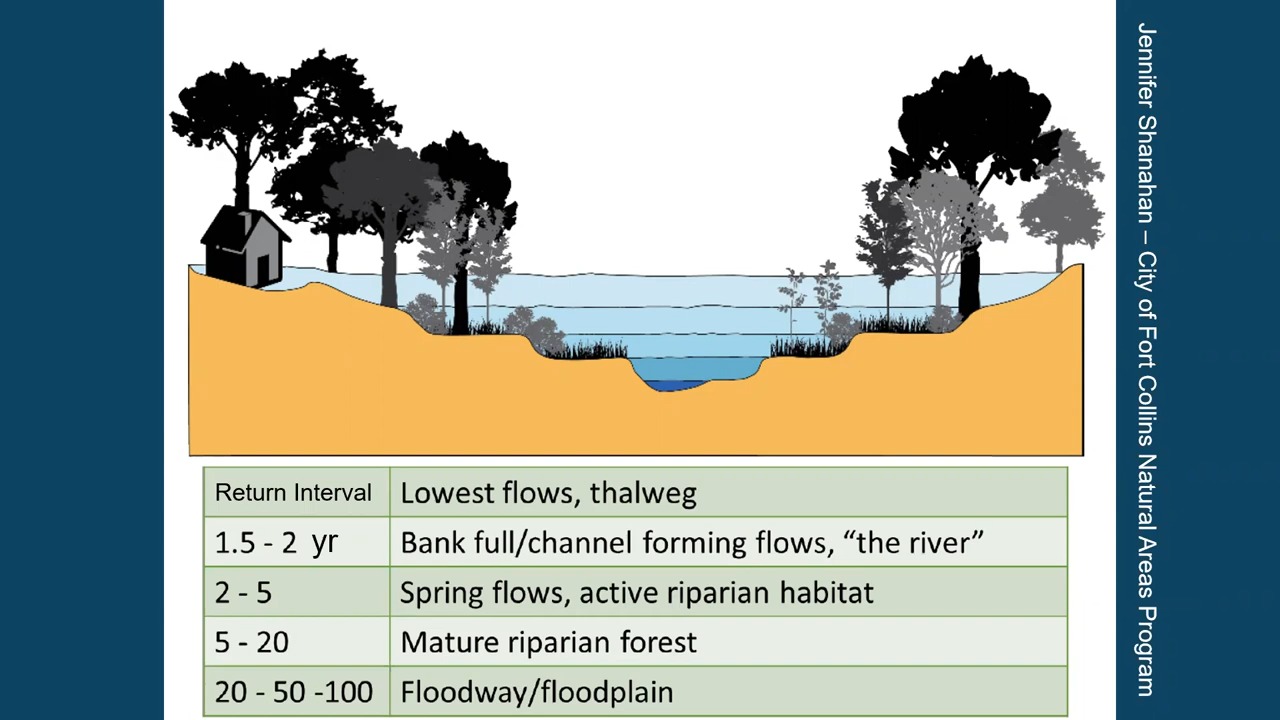 Return Interval Lowest flows, thalweg
1.5 - 2 yr Bank full/channel forming flows, “the river”
2 - 5 Spring flows, active riparian habitat
5 - 20 Mature riparian forest
20 - 50 -100 Floodway/floodplain
Jennifer Shanahan – City of Fort Collins Natural Areas Program